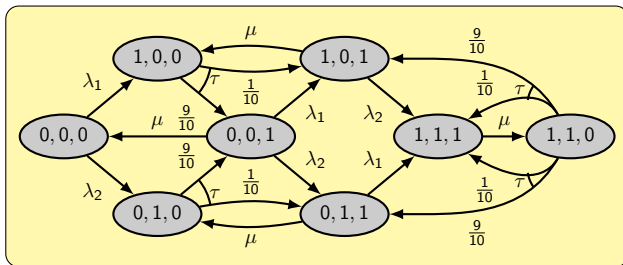 μ
9/10
1,0,0
1,0,1
λ₁
τ
1/10
1/10
τ
μ
9/10
λ₁
λ₂
0,0,0
0,0,1
1,1,1
μ
1,1,0
9/10
λ₂
λ₁
λ₂
τ
1/10
1/10
τ
0,1,0
0,1,1
μ
9/10